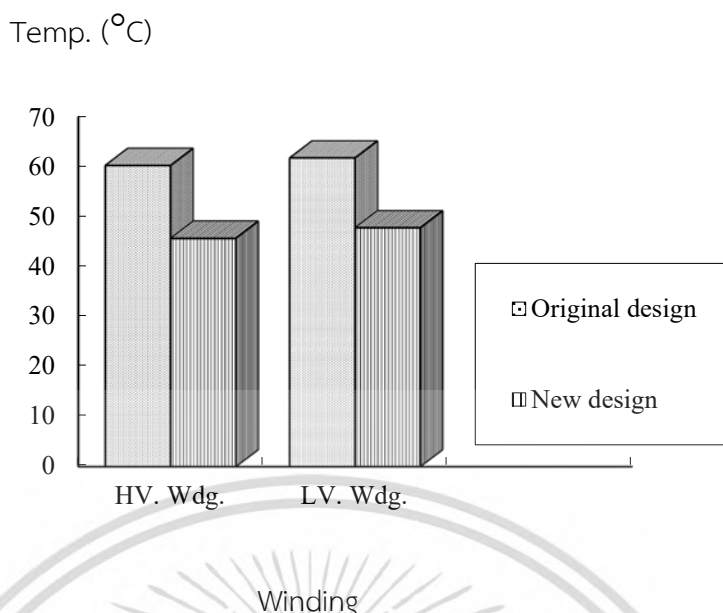 Temp. (°C)
70
60
50
40
30
20
10
0
HV. Wdg.
LV. Wdg.
Original design
New design
Winding